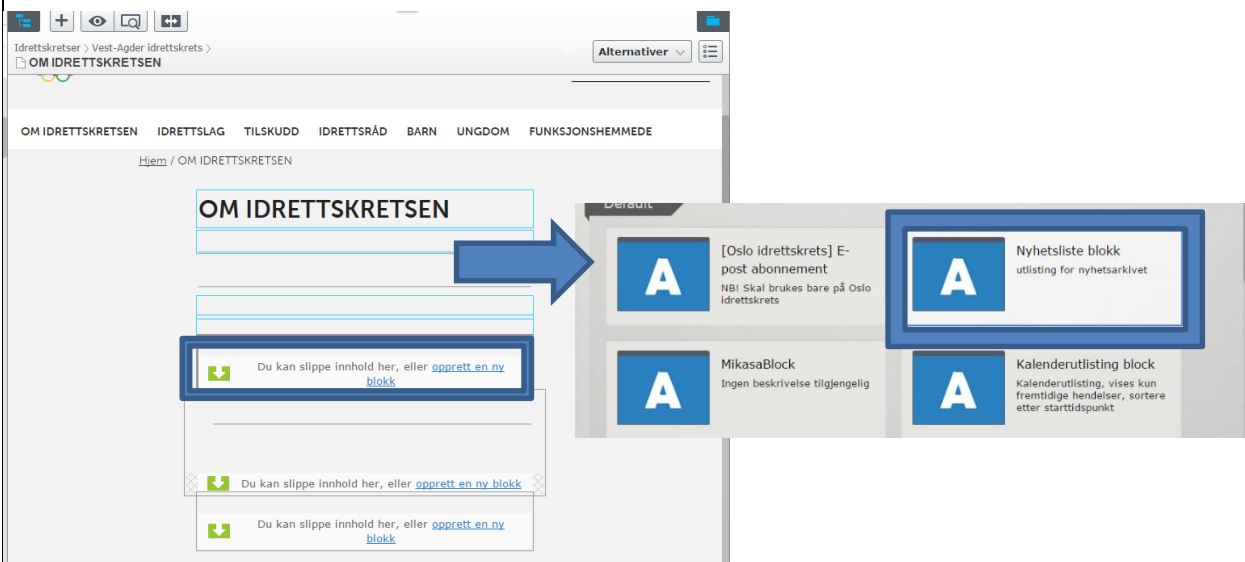 Idrettskretser > Vest-Agder idrettskrets >
OM IDRETTSKRETSEN
Alternativer
OM IDRETTSKRETSEN IDRETTSLAG TILSKUDD IDRETTSRÅD BARN UNGDOM FUNKSJONSHEMMEDE
Hjem / OM IDRETTSKRETSEN
OM IDRETTSKRETSEN
Du kan slippe innhold her, eller opprett en ny
blokk
Du kan slippe innhold her, eller opprett en ny blokk
Du kan slippe innhold her, eller opprett en ny
blokk
Default
A
[Oslo idrettskrets] E-
post abonnement
NB! Skal brukes bare på Oslo
idrettskrets
A
Nyhetsliste blokk
utlisting for nyhetsarkivet
A
MikasaBlock
Ingen beskrivelse tilgjengelig
A
Kalenderutlisting block
Kalenderutlisting, vises kun
fremtidige hendelser, sortere
etter starttidspunkt